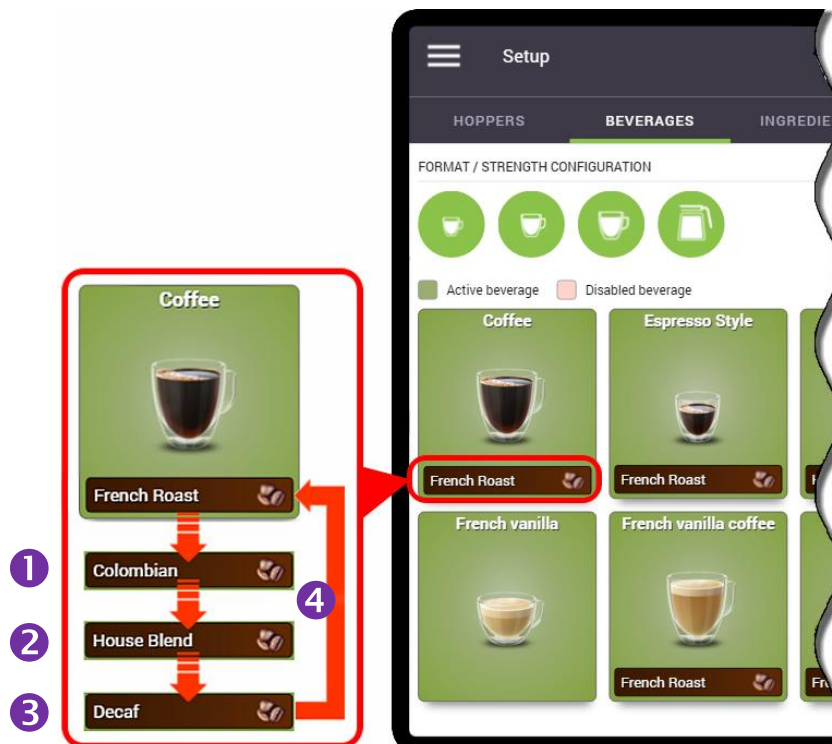 Setup
HOPPERS BEVERAGES INGREDIE
FORMAT / STRENGTH CONFIGURATION
Active beverage Disabled beverage
Coffee Espresso Style
French Roast French Roast
French vanilla French vanilla coffee
French Roast
Coffee
French Roast
1 Colombian
2 House Blend
3 Decaf
4